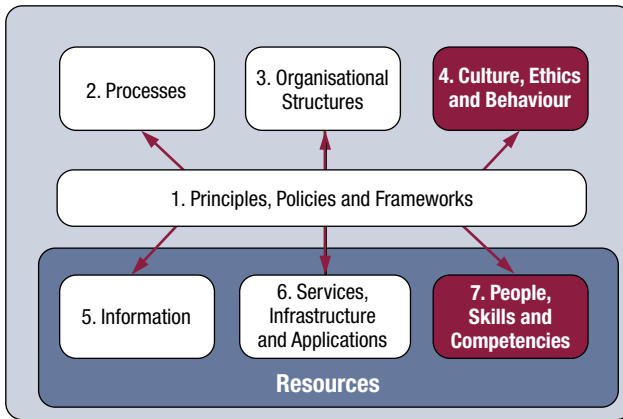 2. Processes
3. Organisational
Structures
4. Culture, Ethics
and Behaviour
1. Principles, Policies and Frameworks
5. Information
6. Services,
Infrastructure
and Applications
7. People,
Skills and
Competencies
Resources